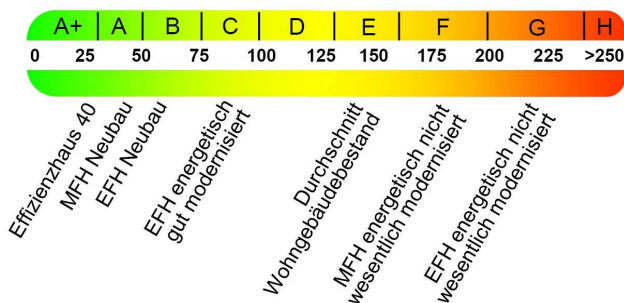 A+ A B C D E F G H
0 25 50 75 100 125 150 175 200 225 >250
Effizienzhaus 40
MFH Neubau
EFH Neubau
EFH energetisch
gut modernisiert
Durchschnitt
Wohngebäudebestand
MFH energetisch nicht
wesentlich modernisiert
EFH energetisch nicht
wesentlich modernisiert